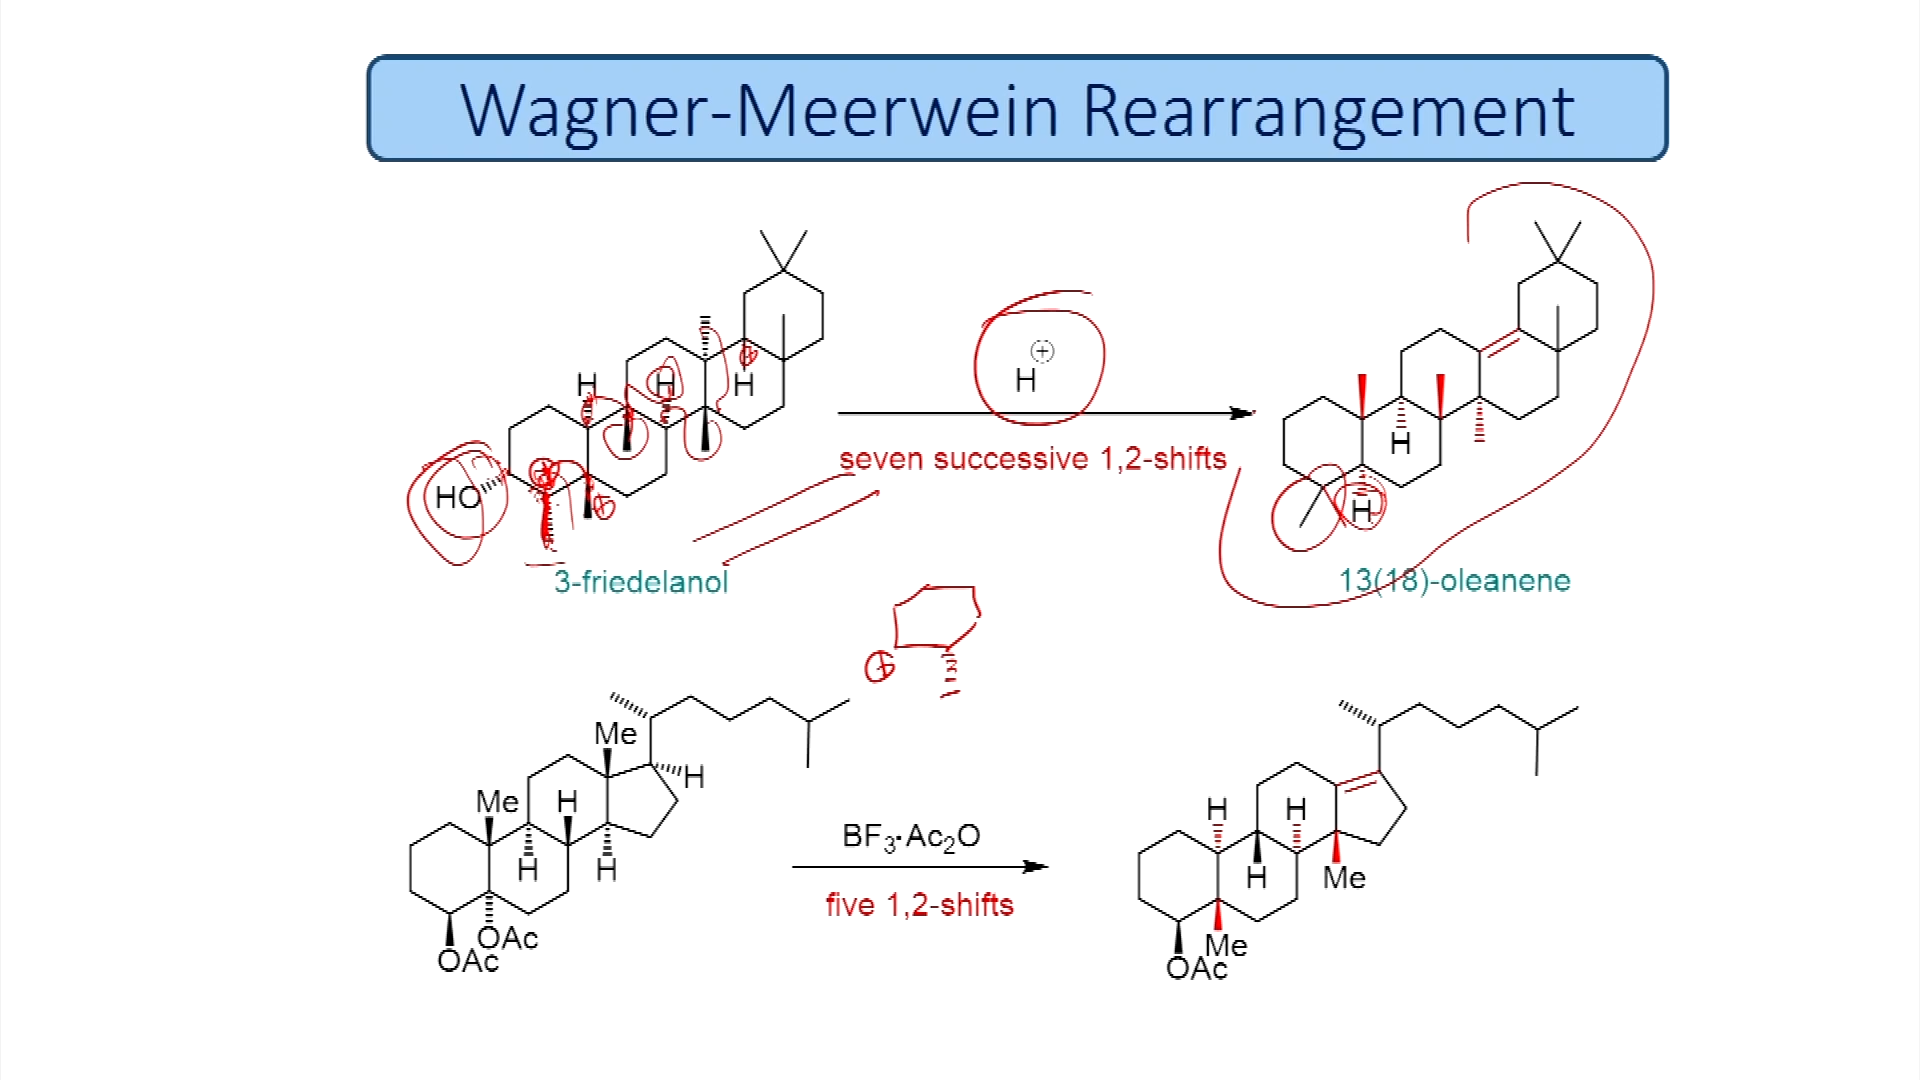 Wagner-Meerwein Rearrangement
H
H
H
HO
3-friedelanol
H
⊕
seven successive 1,2-shifts
H
H
13(18)-oleanene
⊕
Me
H
Me
H
H
H
OAc
OAc
BF₃·Ac₂O
five 1,2-shifts
H
H
H
Me
Me
OAc